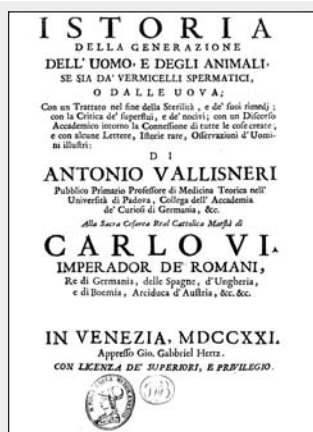 ISTORIA
DELLA GENERAZIONE
DELL' UOMO, E DEGLI ANIMALI,
SE SIA DA' VERMICELLI SPERMATICI,
O DALLE UOVA;
Con un Trattato nel fine della Sterilità, e de' suoi rimedj;
con la Critica de' superflui, e de' nocivi; con un Discorso
Accademico intorno la Connessione di tutte le cose create,
e con alcune Lettere, Istorie rare, Osservazioni d'Uomi-
ni illustri:
DI
ANTONIO VALLISNERI
Pubblico Primario Professore di Medicina Teorica nell'
Università di Padova, Collega dell' Accademia
de' Curiosi di Germania, &c.
Alla Sacra Cesarea Real Cattolica Maestà di
CARLO VI.
IMPERADOR DE' ROMANI,
Re di Germania, delle Spagne, d'Ungheria,
e di Boemia, Arciduca d'Austria, &c. &c.
IN VENEZIA, MDCCXXI.
Appresso Gio. Gabbriel Hertz.
CON LICENZA DE' SUPERIORI, E PRIVILEGIO.